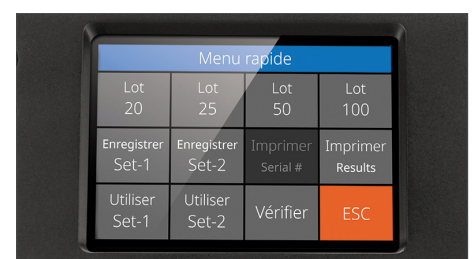 Menu rapide
Lot Lot Lot Lot
20 25 50 100
Enregistrer Enregistrer Imprimer Imprimer
Set-1 Set-2 Serial # Results
Utiliser Utiliser Vérifier ESC
Set-1 Set-2